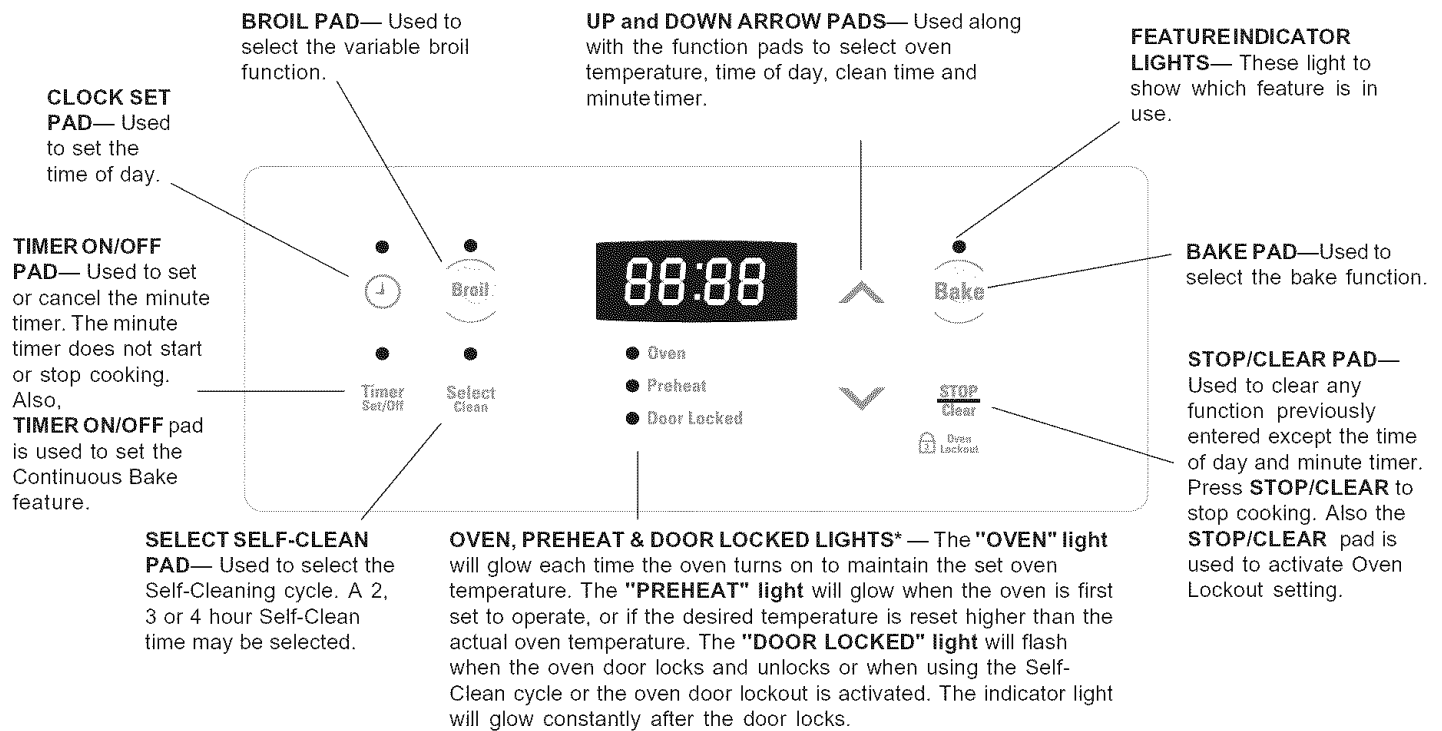 BROIL PAD— Used to
select the variable broil
function.
UP and DOWN ARROW PADS— Used along
with the function pads to select oven
temperature, time of day, clean time and
minute timer.
FEATURE INDICATOR
LIGHTS— These light to
show which feature is in
use.
CLOCK SET
PAD— Used
to set the
time of day.
TIMER ON/OFF
PAD— Used to set
or cancel the minute
timer. The minute
timer does not start
or stop cooking.
Also,
TIMER ON/OFF pad
is used to set the
Continuous Bake
feature.
Broil
88:88
Bake
Oven
Preheat
Door Locked
Timer
Set/Off
Select
Clean
STOP
Clear
Oven
Lockout
BAKE PAD—Used to
select the bake function.
STOP/CLEAR PAD—
Used to clear any
function previously
entered except the time
of day and minute timer.
Press STOP/CLEAR to
stop cooking. Also the
STOP/CLEAR pad is
used to activate Oven
Lockout setting.
SELECT SELF-CLEAN
PAD— Used to select the
Self-Cleaning cycle. A 2,
3 or 4 hour Self-Clean
time may be selected.
OVEN, PREHEAT & DOOR LOCKED LIGHTS* — The "OVEN" light
will glow each time the oven turns on to maintain the set oven
temperature. The "PREHEAT" light will glow when the oven is first
set to operate, or if the desired temperature is reset higher than the
actual oven temperature. The "DOOR LOCKED" light will flash
when the oven door locks and unlocks or when using the Self-
Clean cycle or the oven door lockout is activated. The indicator light
will glow constantly after the door locks.